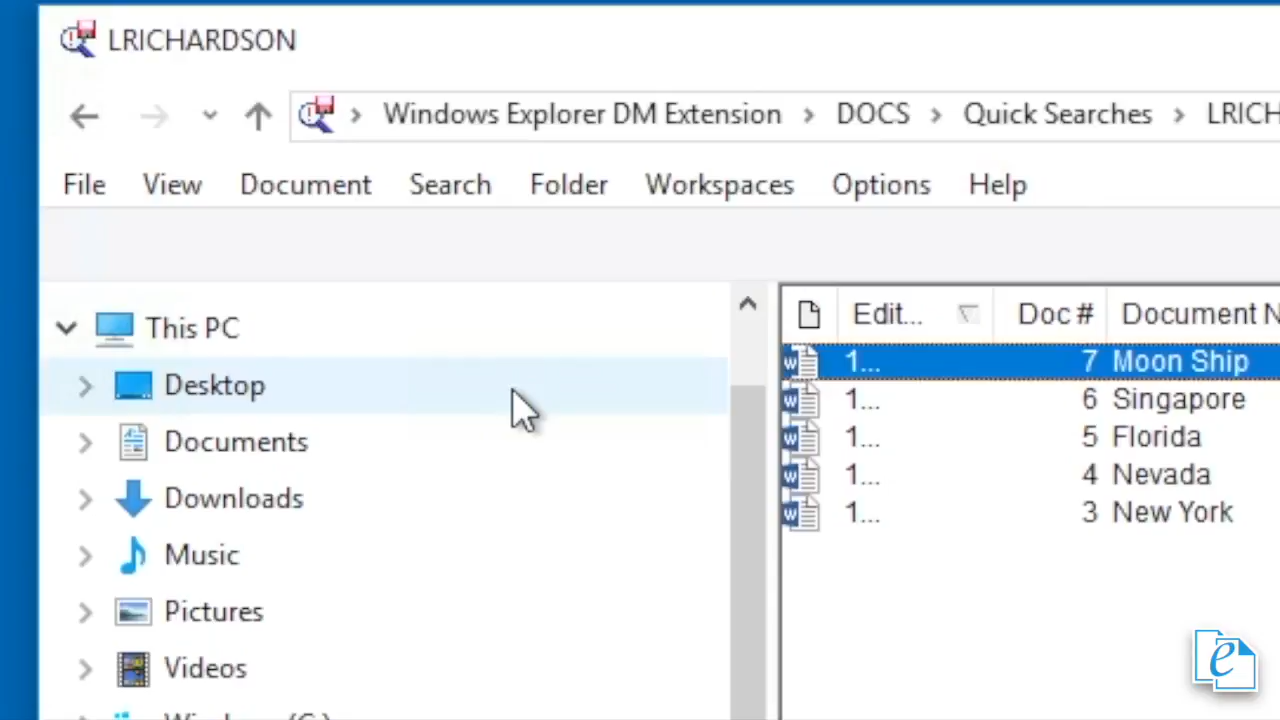 LRICHARDSON
Windows Explorer DM Extension > DOCS > Quick Searches > LRICH
File View Document Search Folder Workspaces Options Help
This PC
Desktop
Documents
Downloads
Music
Pictures
Videos
Edit... Doc # Document N
1... 7 Moon Ship
1... 6 Singapore
1... 5 Florida
1... 4 Nevada
1... 3 New York
e